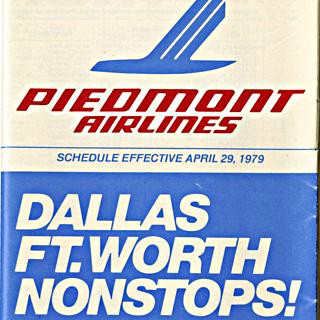 PIEDMONT
AIRLINES
SCHEDULE EFFECTIVE APRIL 29, 1979
DALLAS
FT. WORTH
NONSTOPS!